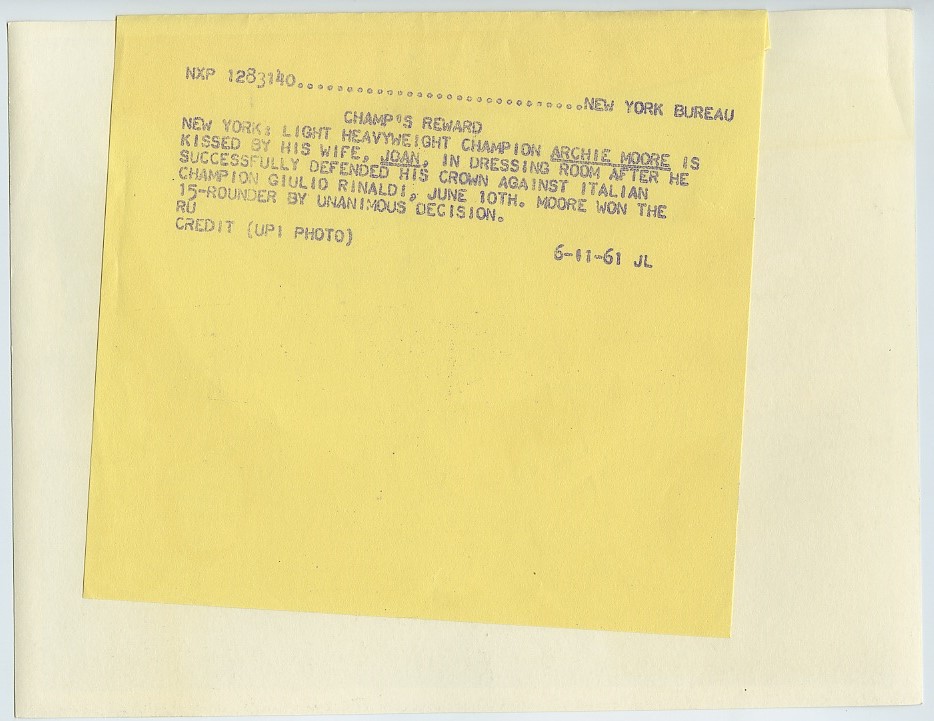 NXP 1283140..............................NEW YORK BUREAU
CHAMP'S REWARD
NEW YORK: LIGHT HEAVYWEIGHT CHAMPION ARCHIE MOORE IS
KISSED BY HIS WIFE, JOAN, IN DRESSING ROOM AFTER HE
SUCCESSFULLY DEFENDED HIS CROWN AGAINST ITALIAN
CHAMPION GIULIO RINALDI, JUNE 10TH. MOORE WON THE
15-ROUNDER BY UNANIMOUS DECISION.
RU
CREDIT (UPI PHOTO)
6-11-61 JL